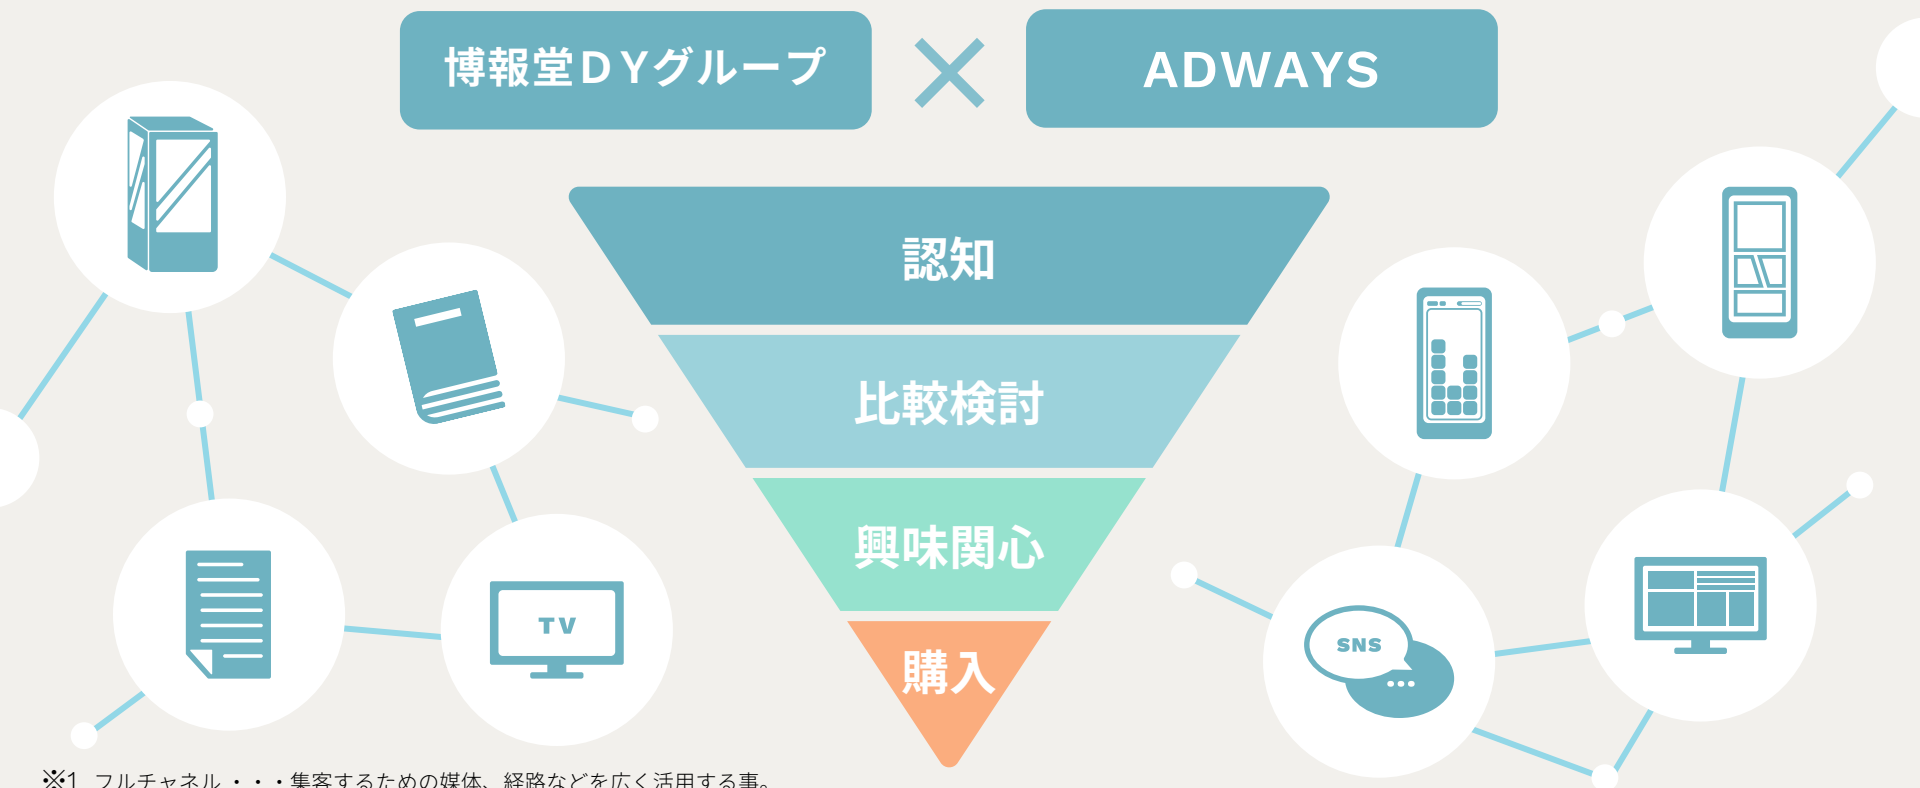 博報堂ＤＹグループ
ADWAYS
認知
比較検討
興味関心
購入
TV
SNS
※1 フルチャネル・・・集客するための媒体、経路などを広く活用する事。